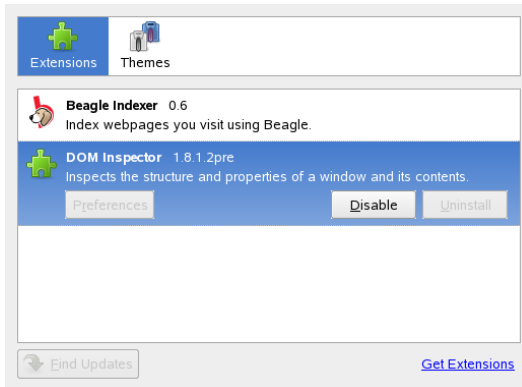 Extensions Themes
Beagle Indexer 0.6
Index webpages you visit using Beagle.
DOM Inspector 1.8.1.2pre
Inspects the structure and properties of a window and its contents.
Preferences Disable Uninstall
Find Updates Get Extensions